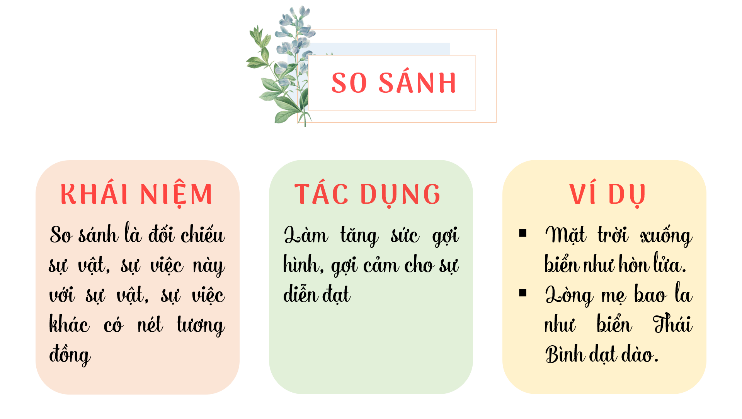 SO SÁNH
KHÁI NIỆM
So sánh là đối chiếu
sự vật, sự việc này
với sự vật, sự việc
khác có nét tương
đồng
TÁC DỤNG
Làm tăng sức gợi
hình, gợi cảm cho sự
diễn đạt
VÍ DỤ
▪ Mặt trời xuống
biển như hòn lửa.
▪ Lòng mẹ bao la
như biển Thái
Bình dạt dào.